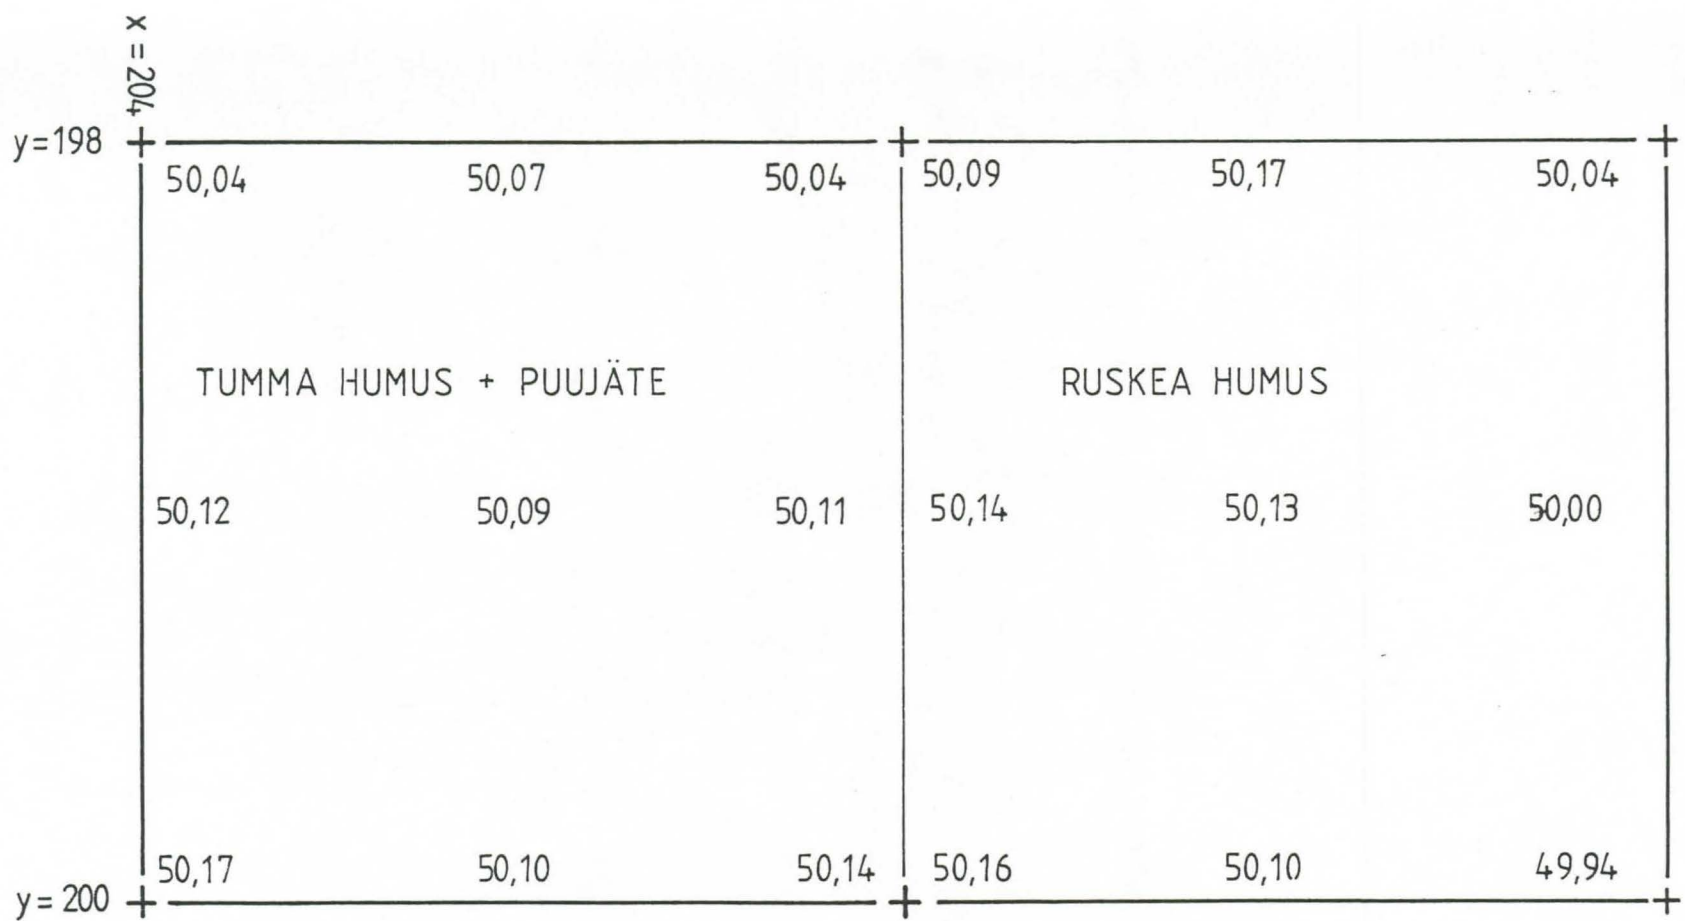 x = 204
y=198
50,04 50,07 50,04 50,09 50,17 50,04
TUMMA HUMUS + PUUJÄTE RUSKEA HUMUS
50,12 50,09 50,11 50,14 50,13 50,00
50,17 50,10 50,14 50,16 50,10 49,94
y=200